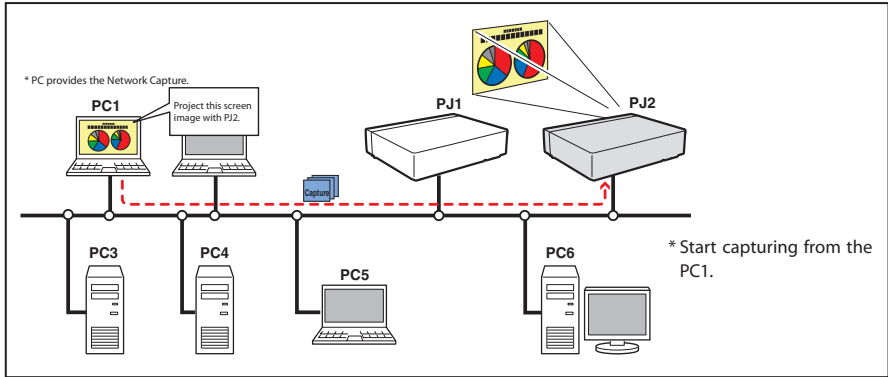 * PC provides the Network Capture.
PC1
Project this screen
image with PJ2.
PJ1
PJ2
Capture
PC3
PC4
PC5
PC6
* Start capturing from the
PC1.